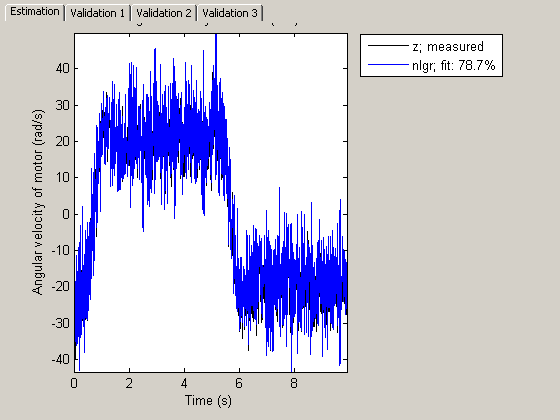 Estimation Validation 1 Validation 2 Validation 3
z; measured
nlgr; fit: 78.7%
Angular velocity of motor (rad/s)
40
30
20
10
0
-10
-20
-30
-40
0 2 4 6 8
Time (s)